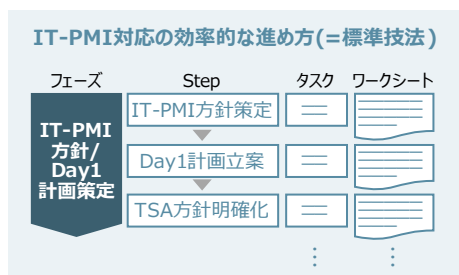 IT-PMI対応の効率的な進め方(=標準技法)
フェーズ Step タスク ワークシート
IT-PMI
方針/
Day1
計画策定
IT-PMI方針策定
Day1計画立案
TSA方針明確化